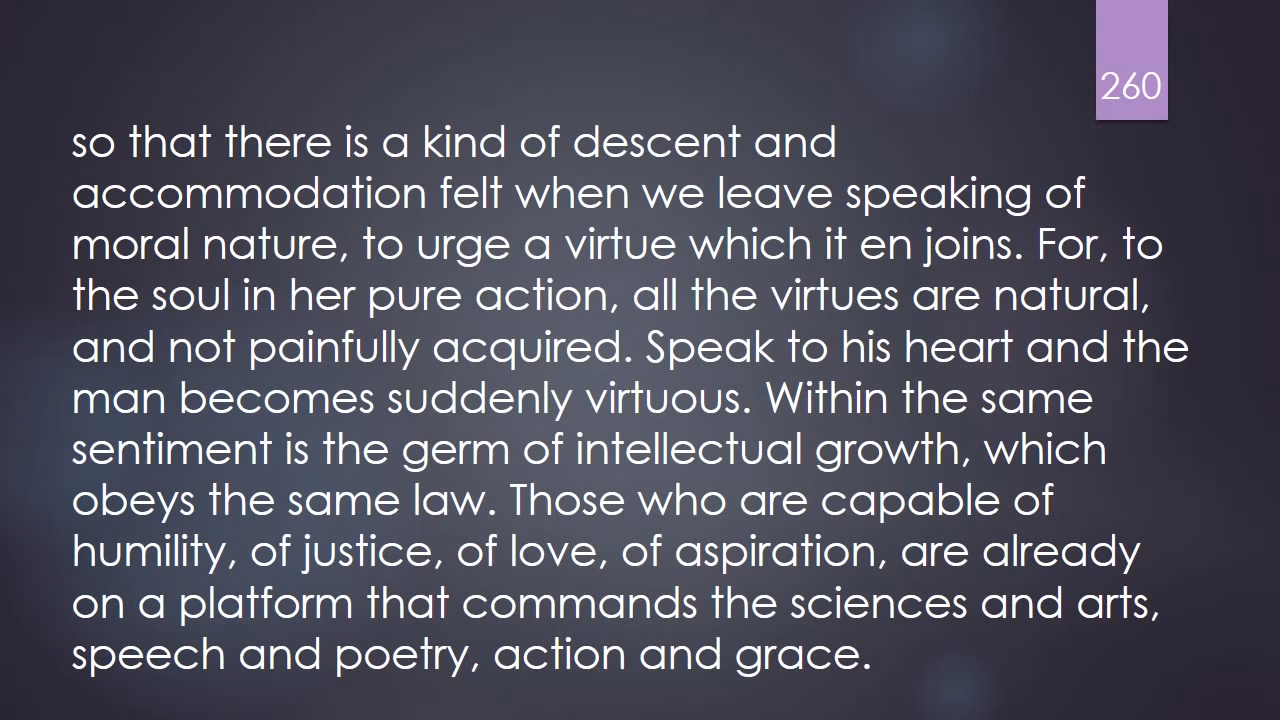 260
so that there is a kind of descent and
accommodation felt when we leave speaking of
moral nature, to urge a virtue which it en joins. For, to
the soul in her pure action, all the virtues are natural,
and not painfully acquired. Speak to his heart and the
man becomes suddenly virtuous. Within the same
sentiment is the germ of intellectual growth, which
obeys the same law. Those who are capable of
humility, of justice, of love, of aspiration, are already
on a platform that commands the sciences and arts,
speech and poetry, action and grace.